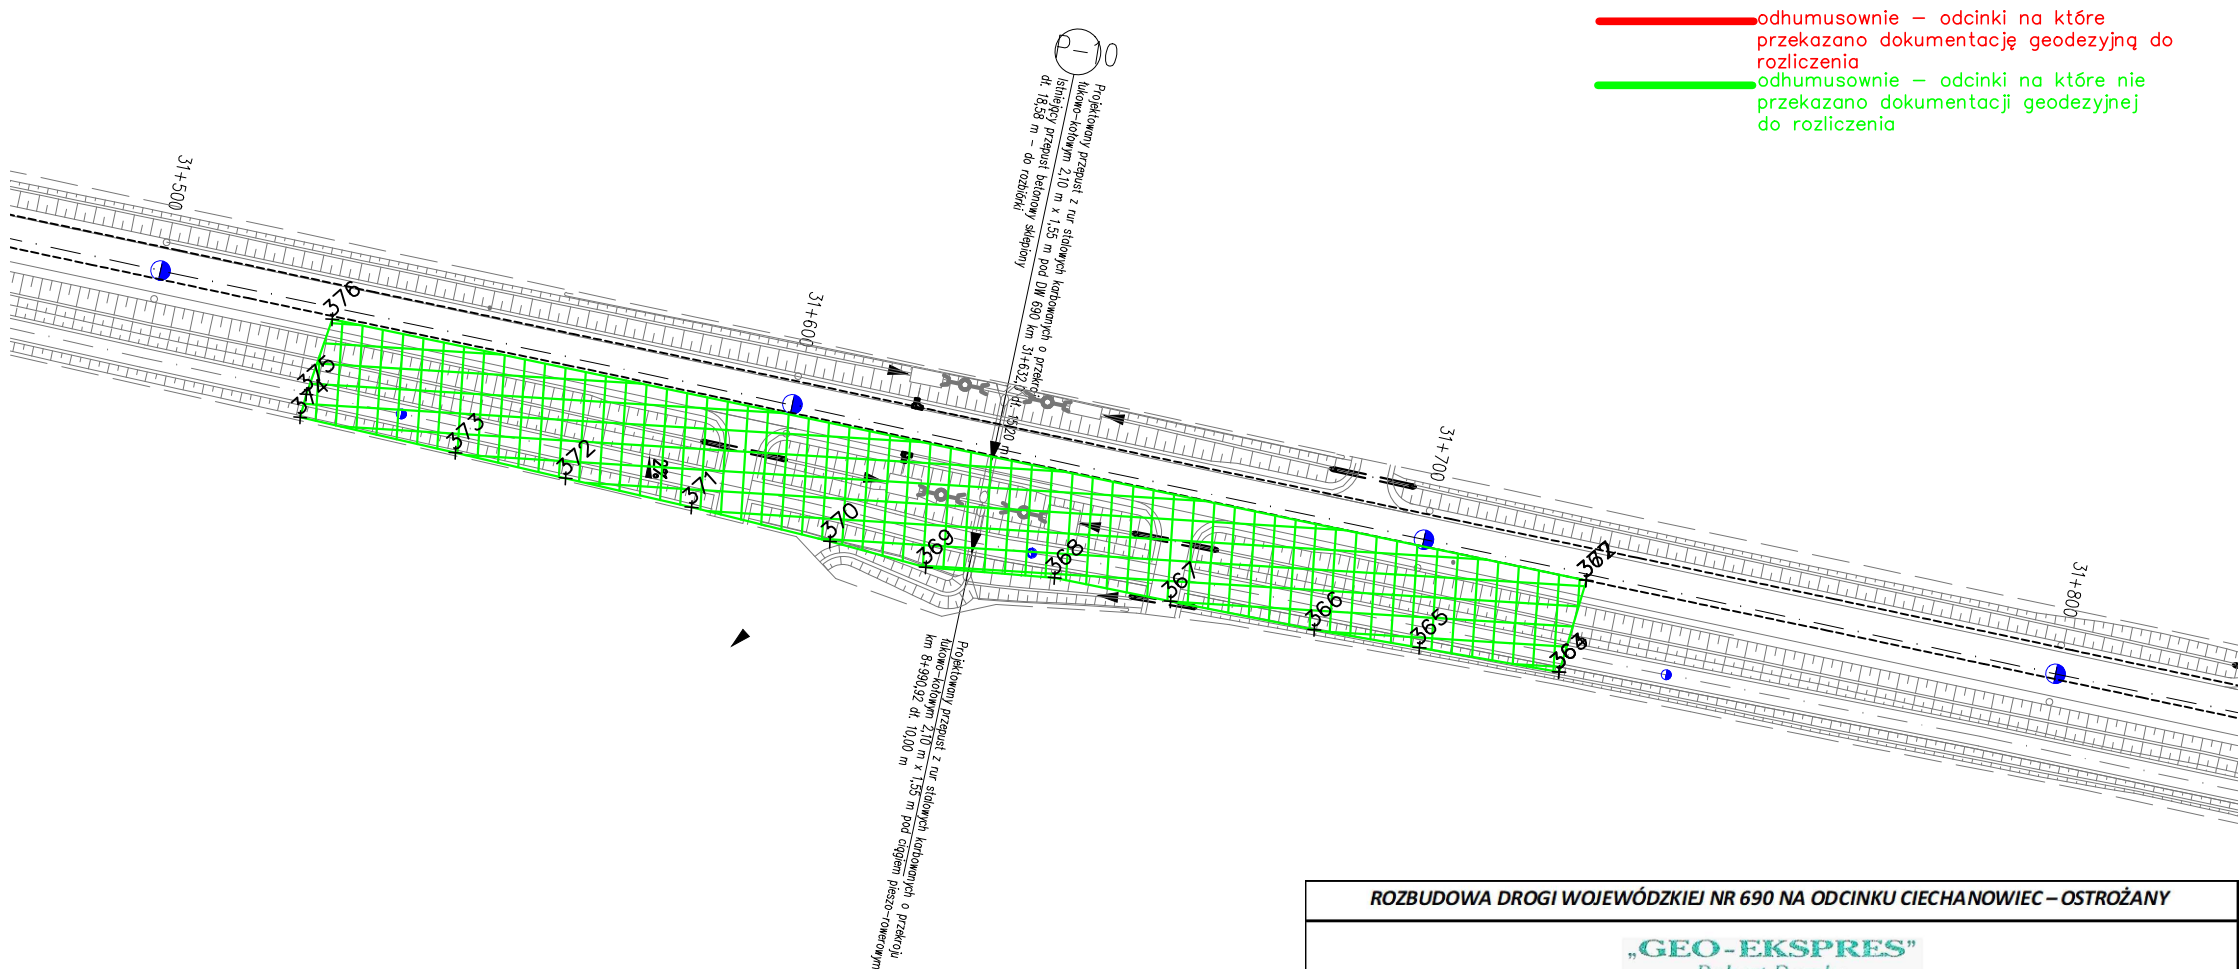 odhumusownie – odcinki na które
przekazano dokumentację geodezyjną do
rozliczenia
odhumusownie – odcinki na które nie
przekazano dokumentacji geodezyjnej
do rozliczenia
P-10
Projektowany przepust z rur stalowych karbowanych o przekroju
łukowo-kołowym 2,10 m x 1,55 m pod DW 690 km 31+632,0 dł. 15,20 m
Istniejący przepust betonowy sklepiony
dł. 18,58 m – do rozbiórki
31+500
31+600
31+700
31+800
376
375
374
373
372
371
370
369
368
367
366
365
Projektowany przepust z rur stalowych karbowanych o przekroju
łukowo-kołowym 2,10 m x 1,55 m pod ciągiem pieszo-rowerowym
km 8+990,92 dł. 10,00 m
ROZBUDOWA DROGI WOJEWÓDZKIEJ NR 690 NA ODCINKU CIECHANOWIEC – OSTROŻANY
„GEO-EKSPRES”